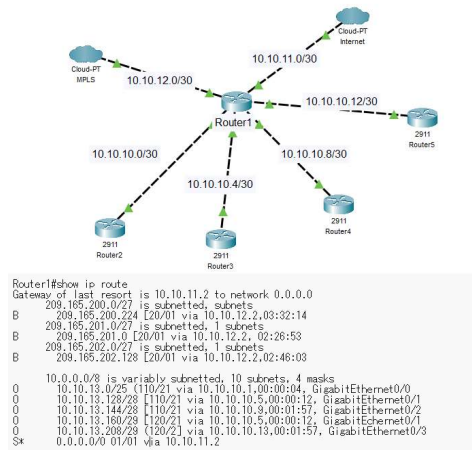 Cloud-PT
Internet
Cloud-PT
MPLS
10.10.11.0/30
10.10.12.0/30
10.10.10.12/30
Router1
2911
Router5
10.10.10.0/30
10.10.10.8/30
10.10.10.4/30
2911
Router4
2911
Router2
2911
Router3
Router1#show ip route
Gateway of last resort is 10.10.11.2 to network 0.0.0.0
209.165.200.0/27 is subnetted, subnets
B 209.165.200.224 [20/01 via 10.10.12.2,03:32:14
209.165.201.0/27 is subnetted, 1 subnets
B 209.165.201.0 [20/01 via 10.10.12.2, 02:26:53
209.165.202.0/27 is subnetted, 1 subnets
B 209.165.202.128 [20/01 via 10.10.12.2,02:46:03
10.0.0.0/8 is variably subnetted, 10 subnets, 4 masks
O 10.10.13.0/25 (110/21 via 10.10.10.1,00:00:04, GigabitEthernet0/0
O 10.10.13.128/28 [110/21 via 10.10.10.5,00:00:12, GigabitEthernet0/1
O 10.10.13.144/28 [110/21 via 10.10.10.9,00:01:57, GigabitEthernet0/2
O 10.10.13.160/29 [120/21 via 10.10.10.5,00:00:12, GigabitEchernet0/1
O 10.10.13.208/29 (120/2] via 10.10.10.13,00:01:57, GigabitEthernet0/3
S* 0.0.0.0/0 01/01 via 10.10.11.2